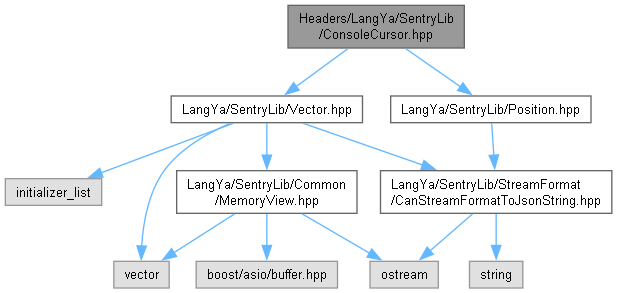 Headers/LangYa/SentryLib
/ConsoleCursor.hpp
LangYa/SentryLib/Vector.hpp
LangYa/SentryLib/Position.hpp
initializer_list
LangYa/SentryLib/Common
/MemoryView.hpp
LangYa/SentryLib/StreamFormat
/CanStreamFormatToJsonString.hpp
vector
boost/asio/buffer.hpp
ostream
string